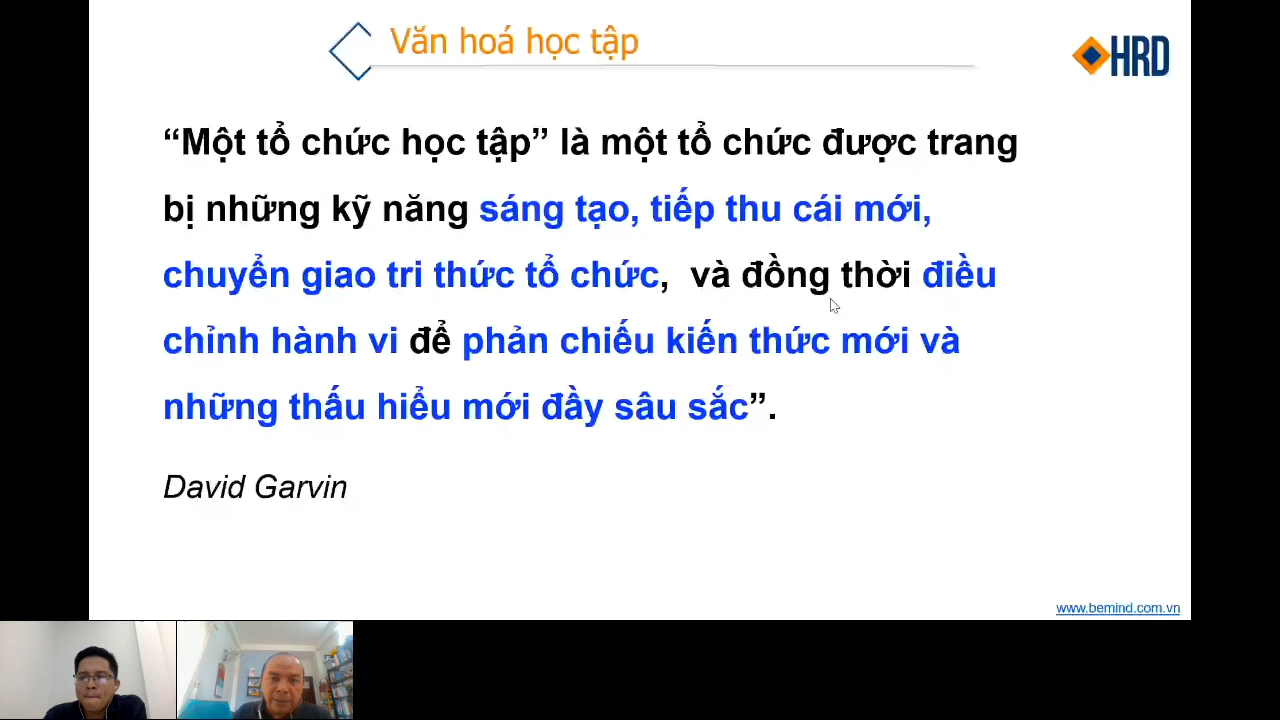 Văn hoá học tập
HRD
“Một tổ chức học tập” là một tổ chức được trang
bị những kỹ năng sáng tạo, tiếp thu cái mới,
chuyển giao tri thức tổ chức, và đồng thời điều
chỉnh hành vi để phản chiếu kiến thức mới và
những thấu hiểu mới đầy sâu sắc”.
David Garvin
www.bemind.com.vn